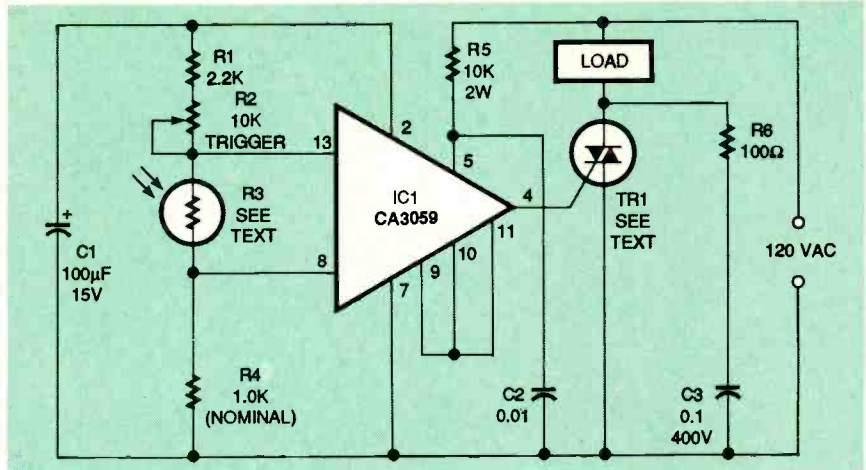 R1
2.2K
R2
10K
TRIGGER
13
R3
SEE
TEXT
C1
+
100µF
15V
8
R4
1.0K
(NOMINAL)
IC1
CA3059
2
5
4
11
10
9
7
R5
10K
2W
LOAD
TR1
SEE
TEXT
R6
100Ω
120 VAC
C2
0.01
C3
0.1
400V